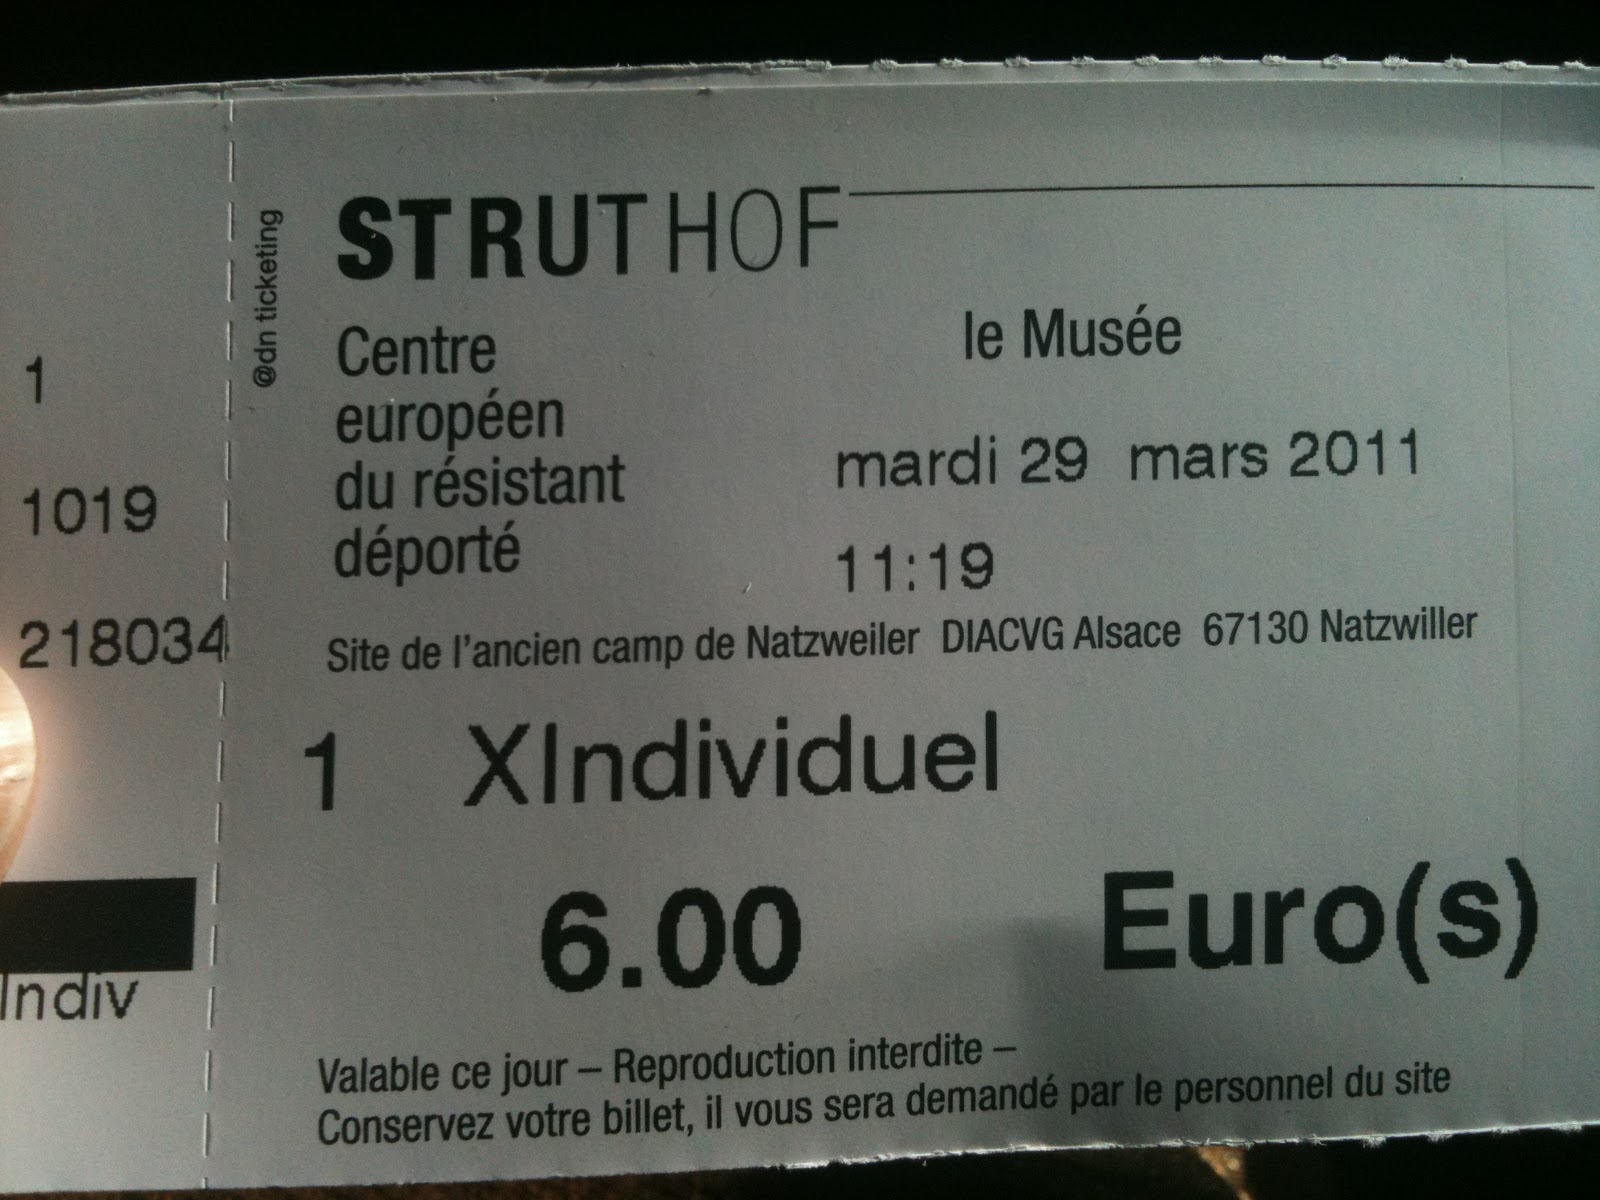 1
1019
218034
Indiv
@dn ticketing
STRUTHOF
Centre
européen
du résistant
déporté
le Musée
mardi 29 mars 2011
11:19
Site de l'ancien camp de Natzweiler DIACVG Alsace 67130 Natzwiller
1 XIndividuel
6.00 Euro(s)
Valable ce jour – Reproduction interdite –
Conservez votre billet, il vous sera demandé par le personnel du site